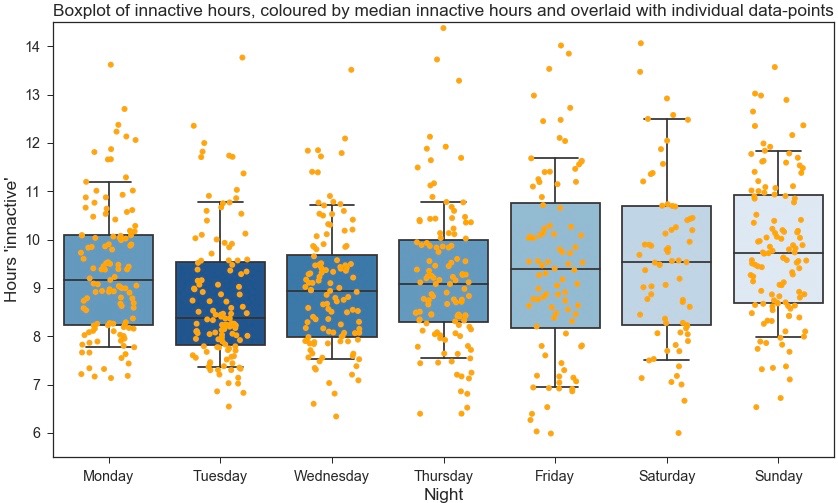 Boxplot of innactive hours, coloured by median innactive hours and overlaid with individual data-points
Hours 'innactive'
14
13
12
11
10
9
8
7
6
Monday Tuesday Wednesday Thursday Friday Saturday Sunday
Night